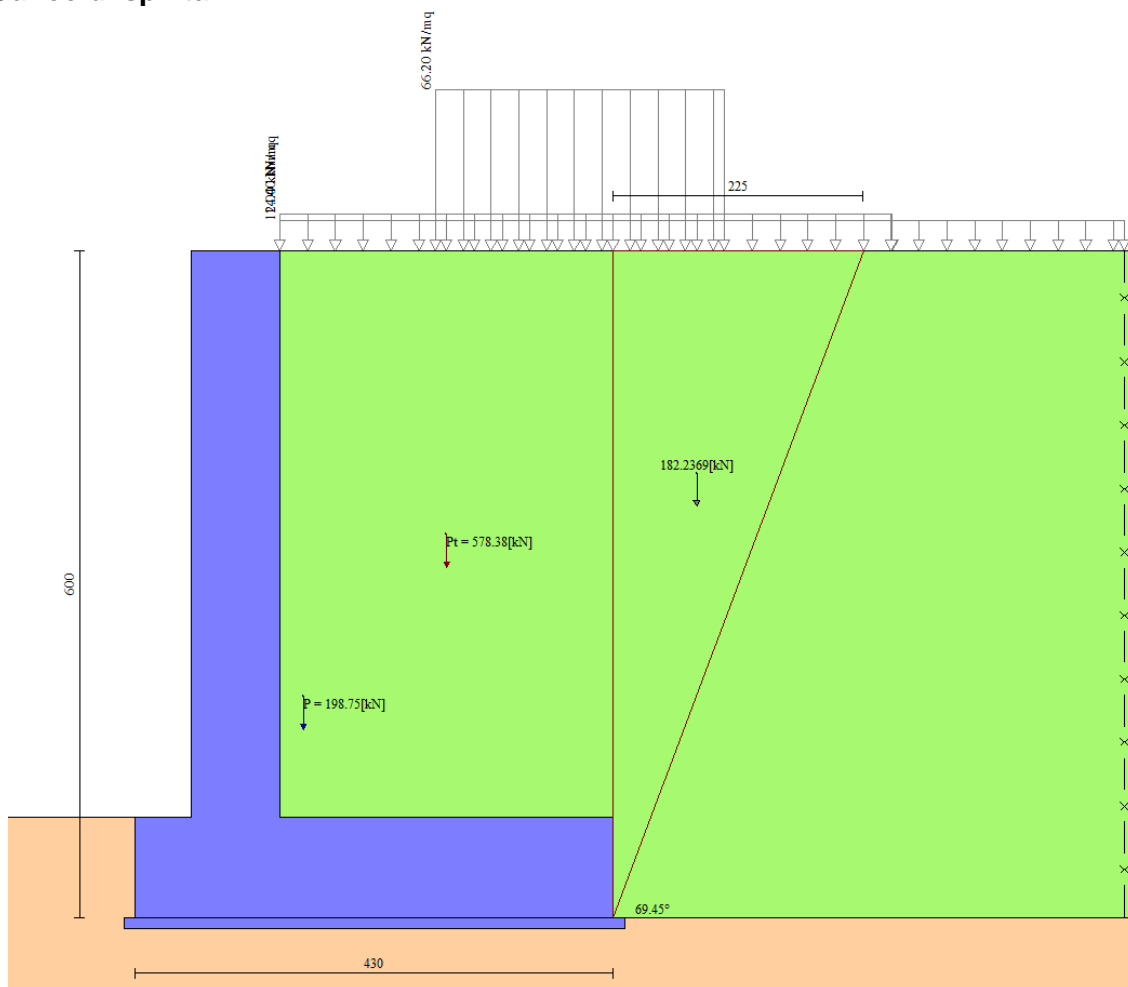 66.20 kN/mq
225
182.2369[kN]
Pt = 578.38[kN]
600
P = 198.75[kN]
69.45°
430